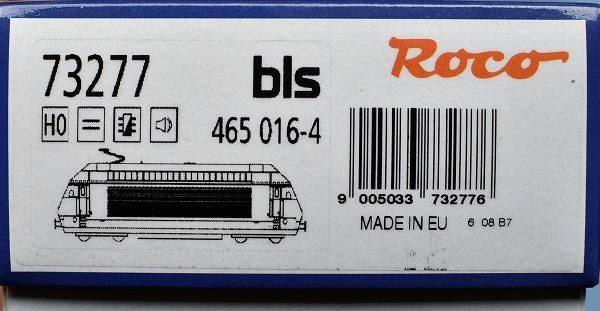 73277
bls
Roco
H0
465 016-4
9 005033 732776
MADE IN EU
6 08 B7